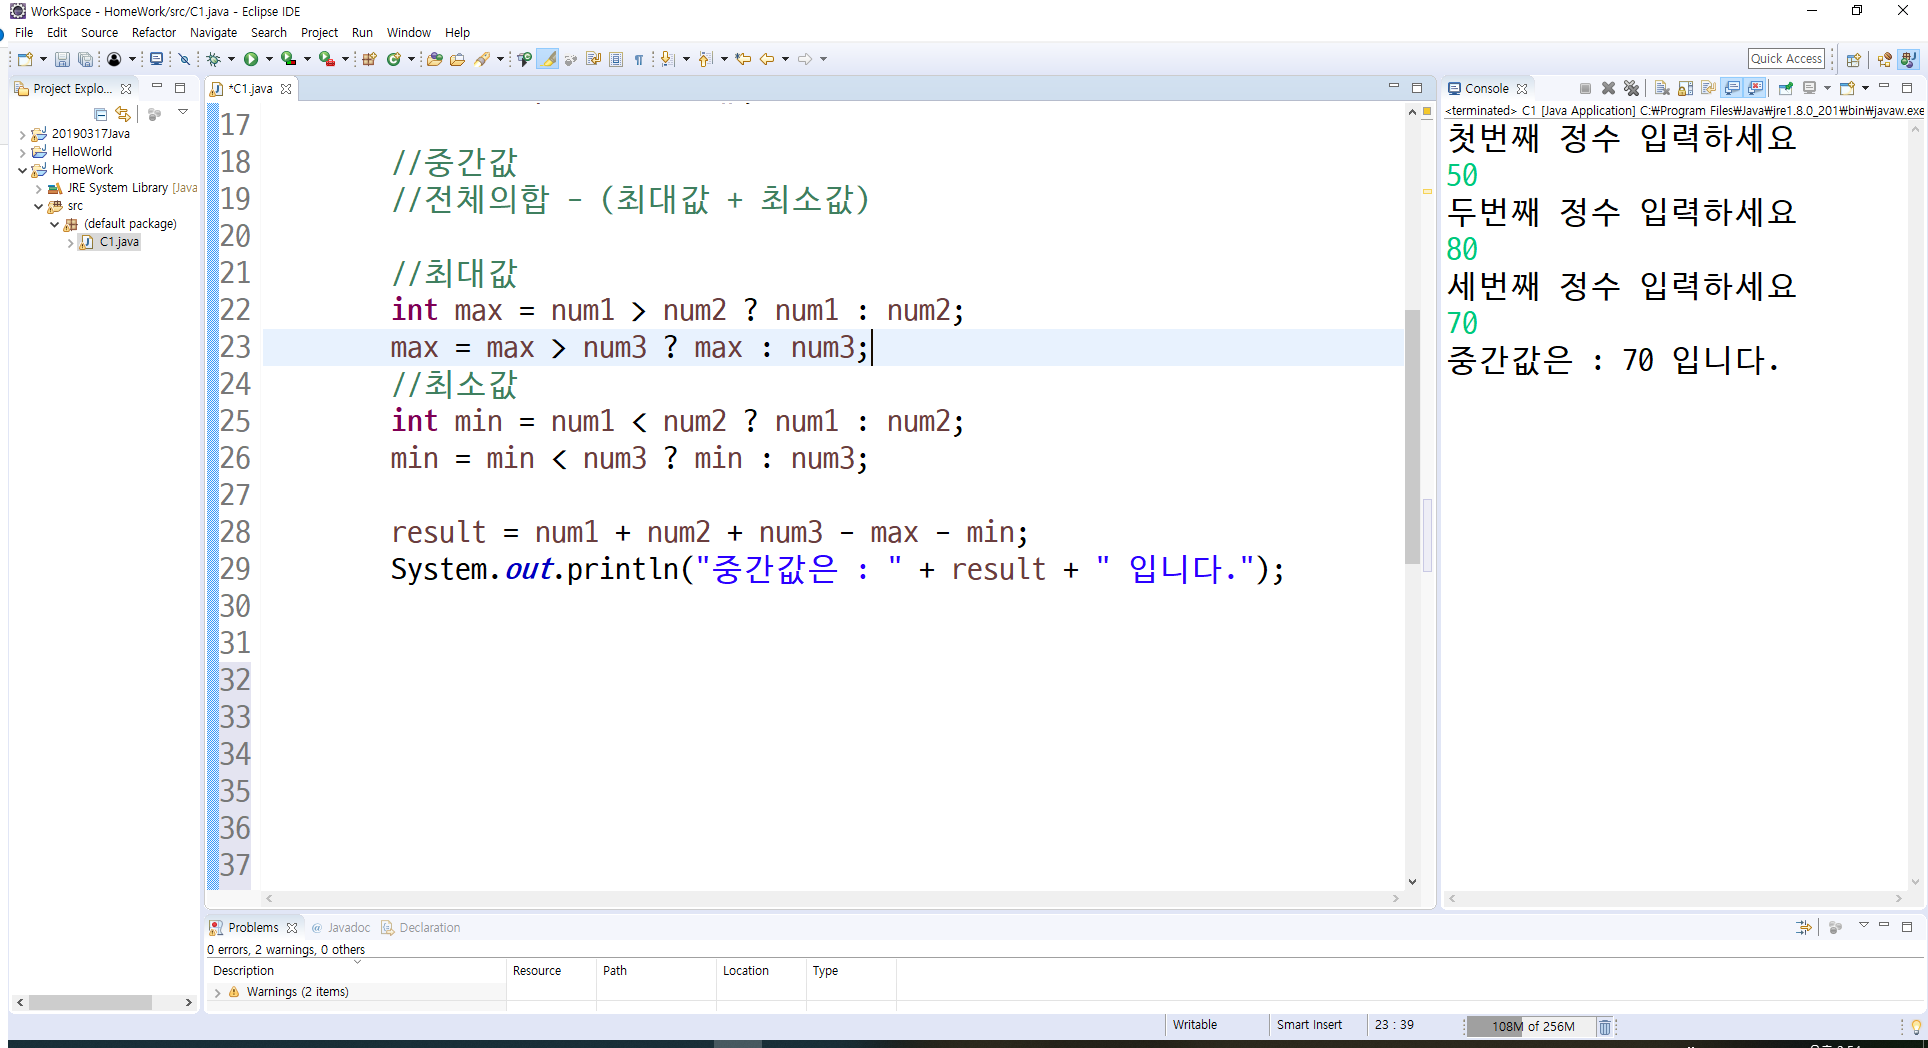 WorkSpace - HomeWork/src/C1.java - Eclipse IDE
File Edit Source Refactor Navigate Search Project Run Window Help
Quick Access
Project Explo...
20190317Java
HelloWorld
HomeWork
JRE System Library [Java
src
(default package)
C1.java
*C1.java
17
18 //중간값
19 //전체의합 - (최대값 + 최소값)
20
21 //최대값
22 int max = num1 > num2 ? num1 : num2;
23 max = max > num3 ? max : num3;
24 //최소값
25 int min = num1 < num2 ? num1 : num2;
26 min = min < num3 ? min : num3;
27
28 result = num1 + num2 + num3 - max - min;
29 System.out.println("중간값은 : " + result + " 입니다.");
30
31
32
33
34
35
36
37
Console
<terminated> C1 [Java Application] C:₩Program Files₩Java₩jre1.8.0_201₩bin₩javaw.exe
첫번째 정수 입력하세요
50
두번째 정수 입력하세요
80
세번째 정수 입력하세요
70
중간값은 : 70 입니다.
Problems @ Javadoc Declaration
0 errors, 2 warnings, 0 others
Description Resource Path Location Type
Warnings (2 items)
Writable Smart Insert 23 : 39 108M of 256M